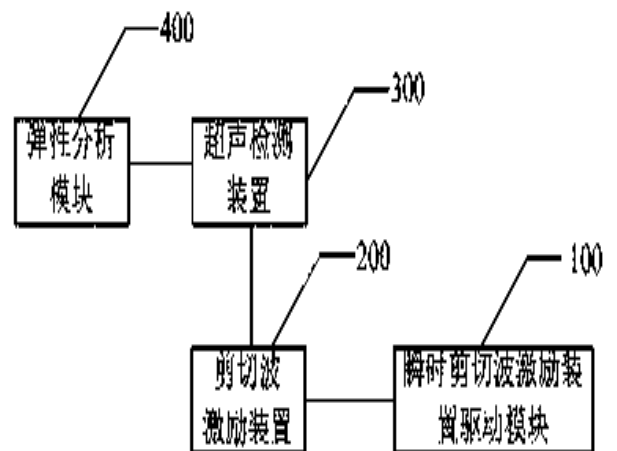 400
300
弹性分析
模块
超声检测
装置
200
100
剪切波
激励装置
瞬时剪切波激励装
置驱动模块